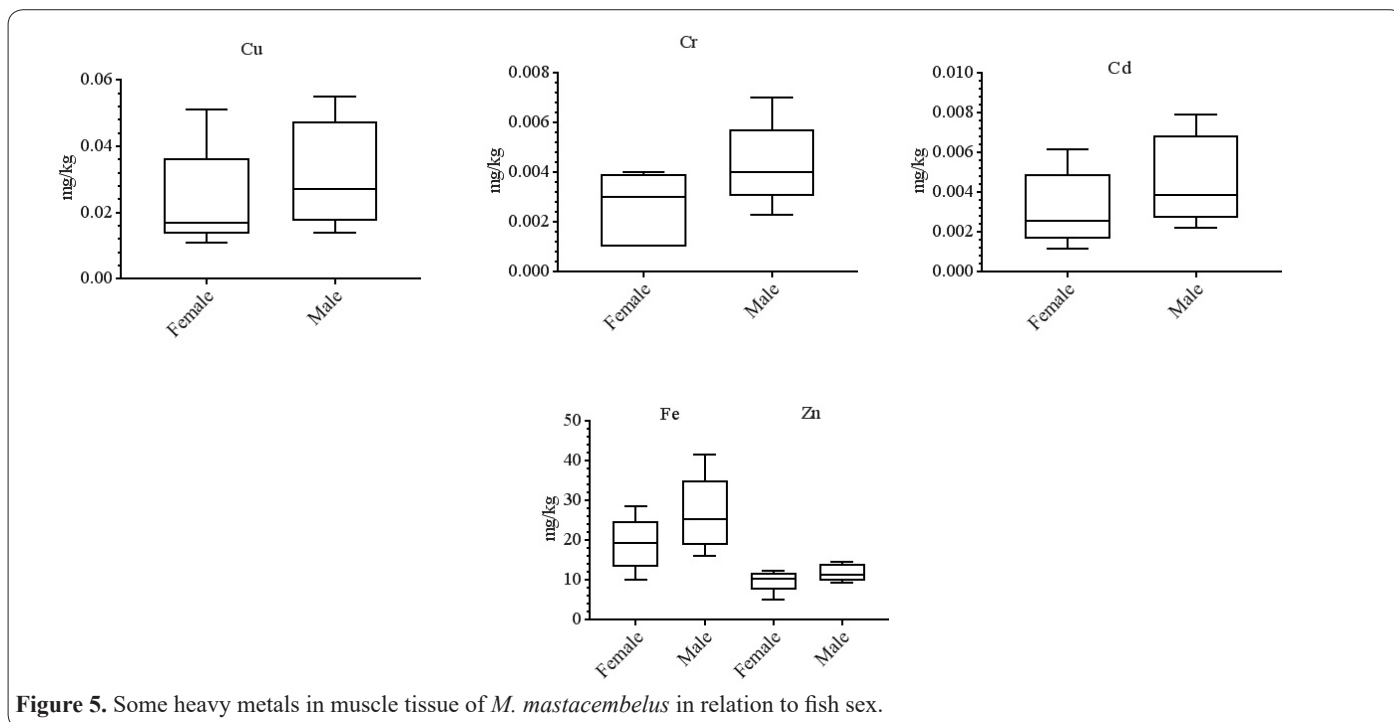 Cu
0.06
0.04
0.02
0.00
mg/kg
Female
Male
Cr
0.008
0.006
0.004
0.002
0.000
mg/kg
Female
Male
Cd
0.010
0.008
0.006
0.004
0.002
0.000
mg/kg
Female
Male
Fe
Zn
50
40
30
20
10
0
mg/kg
Female
Male
Female
Male
Figure 5. Some heavy metals in muscle tissue of M. mastacembelus in relation to fish sex.